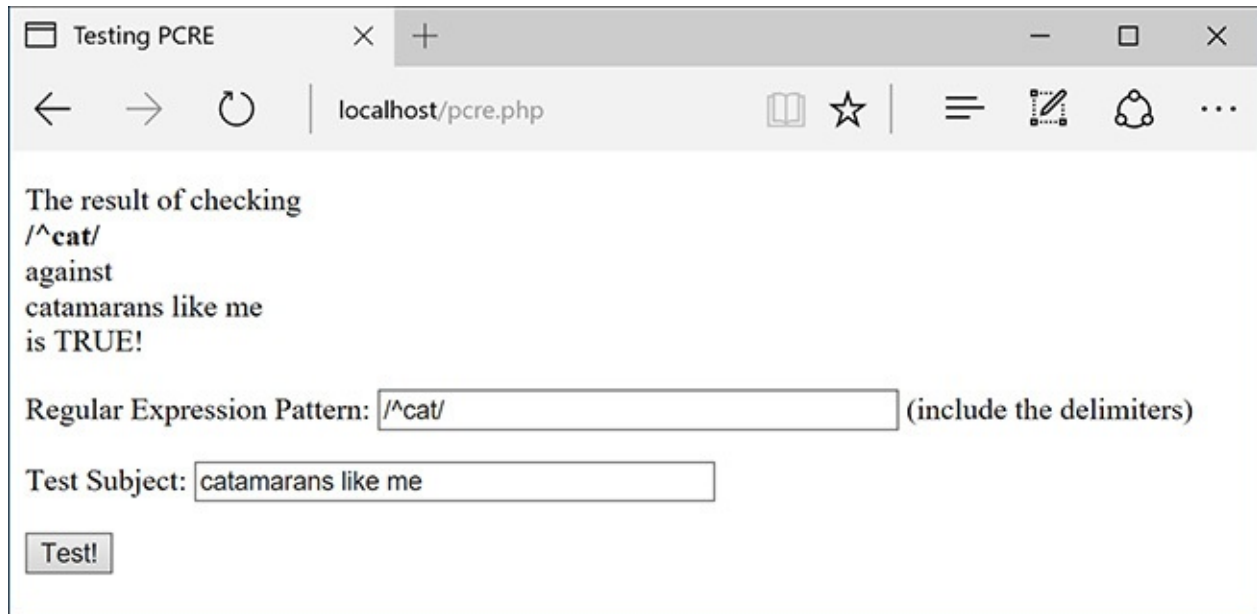 Testing PCRE
localhost/pcre.php
The result of checking
/^cat/
against
catamarans like me
is TRUE!
Regular Expression Pattern: /^cat/ (include the delimiters)
Test Subject: catamarans like me
Test!